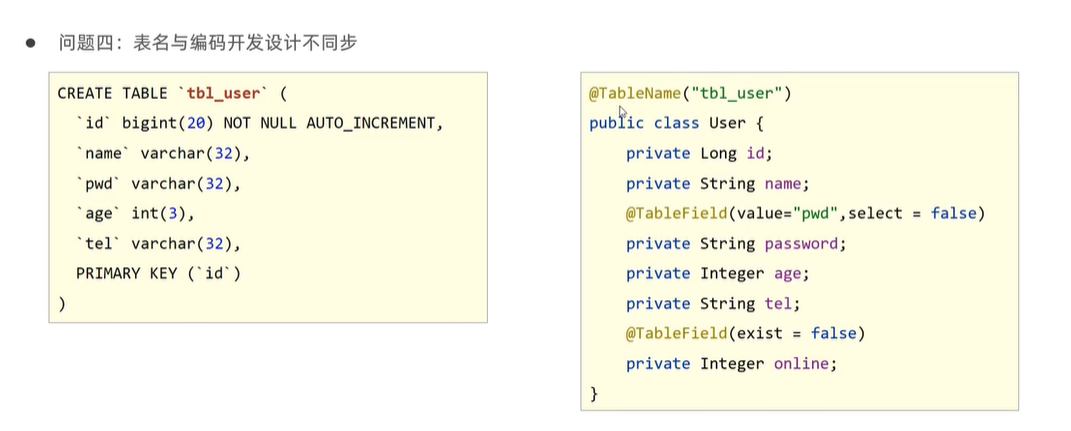 ● 问题四：表名与编码开发设计不同步
CREATE TABLE `tbl_user` (
`id` bigint(20) NOT NULL AUTO_INCREMENT,
`name` varchar(32),
`pwd` varchar(32),
`age` int(3),
`tel` varchar(32),
PRIMARY KEY (`id`)
)
@TableName("tbl_user")
public class User {
private Long id;
private String name;
@TableField(value="pwd",select = false)
private String password;
private Integer age;
private String tel;
@TableField(exist = false)
private Integer online;
}